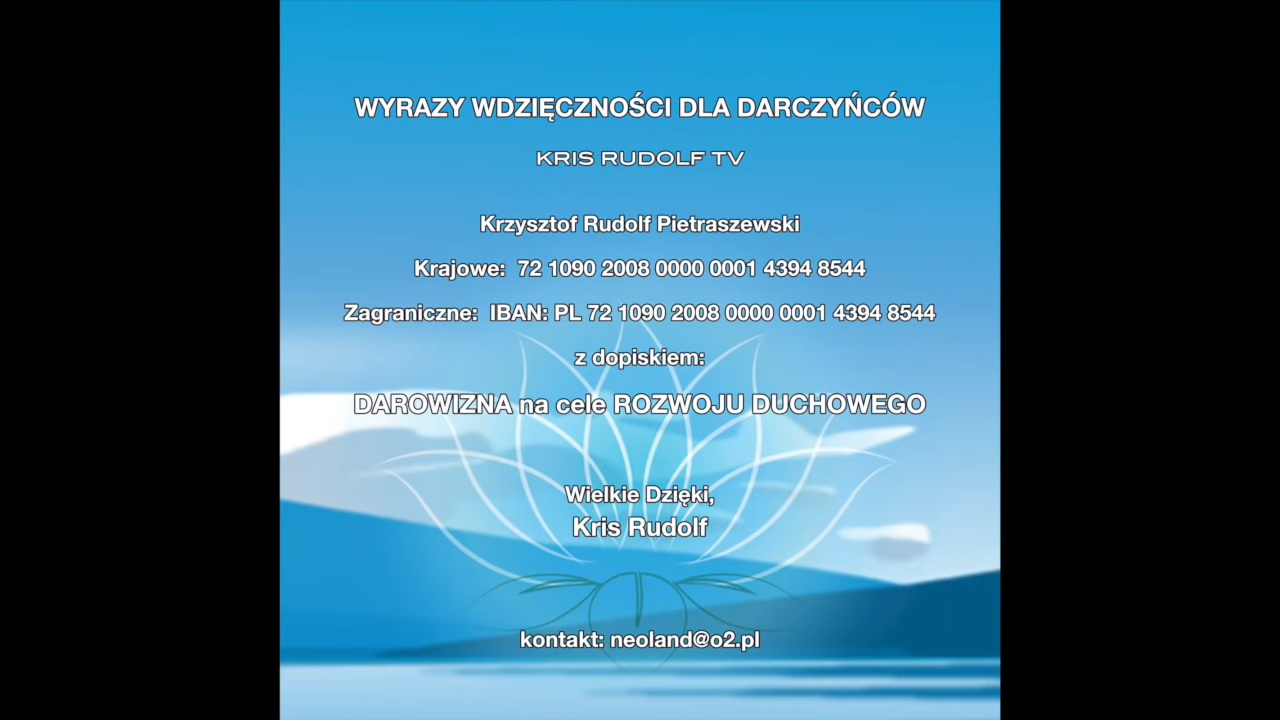 WYRAZY WDZIĘCZNOŚCI DLA DARCZYŃCÓW
KRIS RUDOLF TV
Krzysztof Rudolf Pietraszewski
Krajowe: 72 1090 2008 0000 0001 4394 8544
Zagraniczne: IBAN: PL 72 1090 2008 0000 0001 4394 8544
z dopiskiem:
DAROWIZNA na cele ROZWOJU DUCHOWEGO
Wielkie Dzięki,
Kris Rudolf
kontakt: neoland@o2.pl